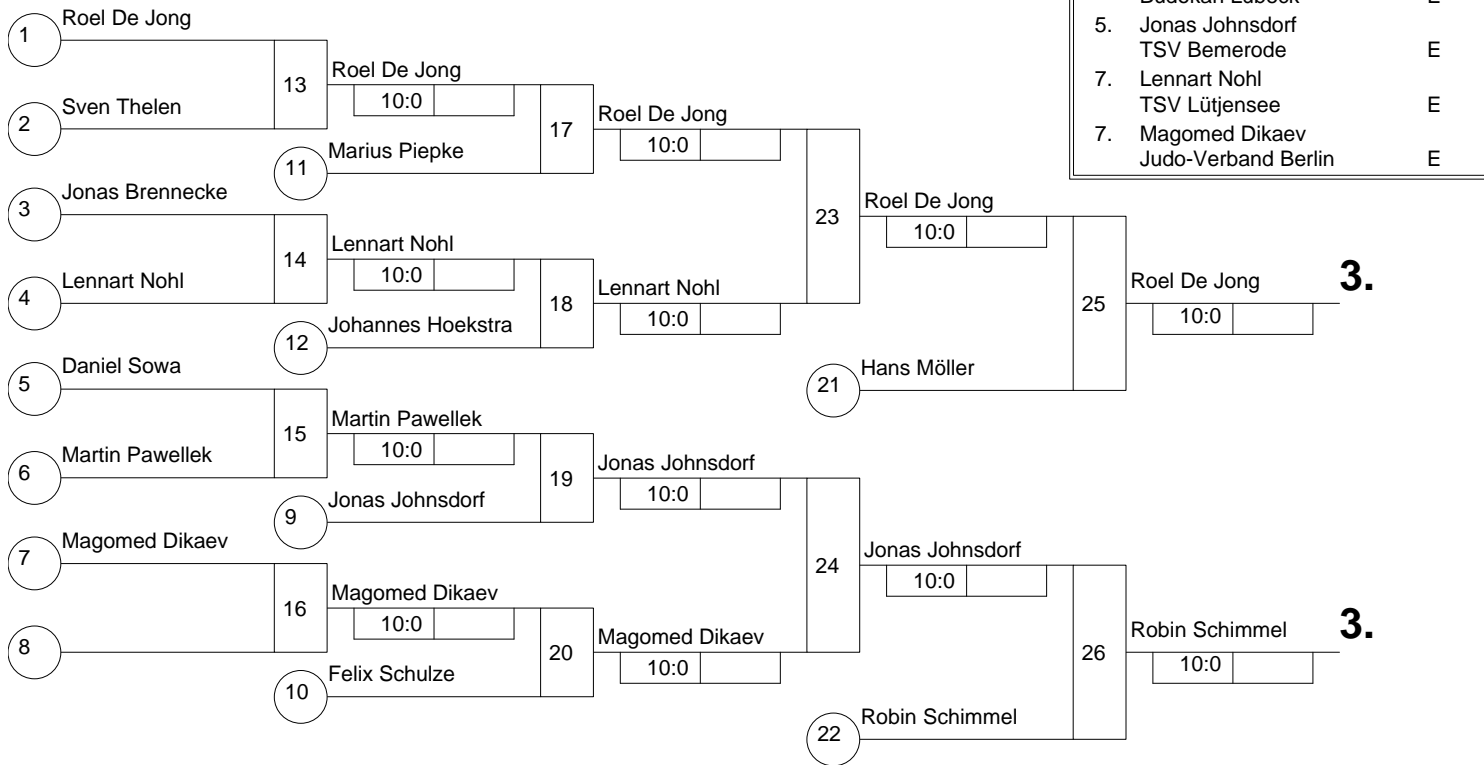 Budokan Lübeck E
5. Jonas Johnsdorf
TSV Bemerode E
7. Lennart Nohl
TSV Lütjensee E
7. Magomed Dikaev
Judo-Verband Berlin E
1 Roel De Jong
13
Roel De Jong
10:0
2 Sven Thelen
17
Roel De Jong
10:0
11 Marius Piepke
3 Jonas Brennecke
23
Roel De Jong
10:0
14
Lennart Nohl
10:0
4 Lennart Nohl
18
Lennart Nohl
10:0
25
Roel De Jong
10:0
3.
12 Johannes Hoekstra
5 Daniel Sowa
21 Hans Möller
15
Martin Pawellek
10:0
6 Martin Pawellek
19
Jonas Johnsdorf
10:0
9 Jonas Johnsdorf
7 Magomed Dikaev
24
Jonas Johnsdorf
10:0
16
Magomed Dikaev
10:0
8
20
Magomed Dikaev
10:0
26
Robin Schimmel
10:0
3.
10 Felix Schulze
22 Robin Schimmel